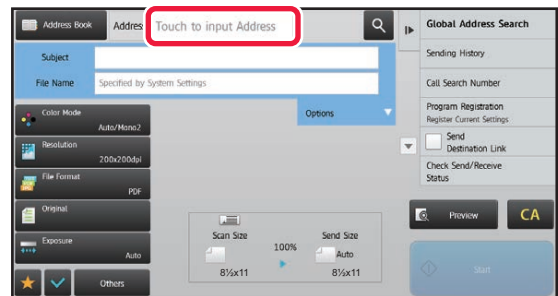 Address Book
Addres
Touch to input Address
Subject
File Name
Specified by System Settings
Options
Color Mode
Auto/Mono2
Resolution
200x200dpi
File Format
PDF
Original
Exposure
Auto
Others
Scan Size
100%
Send Size
Auto
8½x11
8½x11
Global Address Search
Sending History
Call Search Number
Program Registration
Register Current Settings
Send
Destination Link
Check Send/Receive
Status
Preview
CA
Start